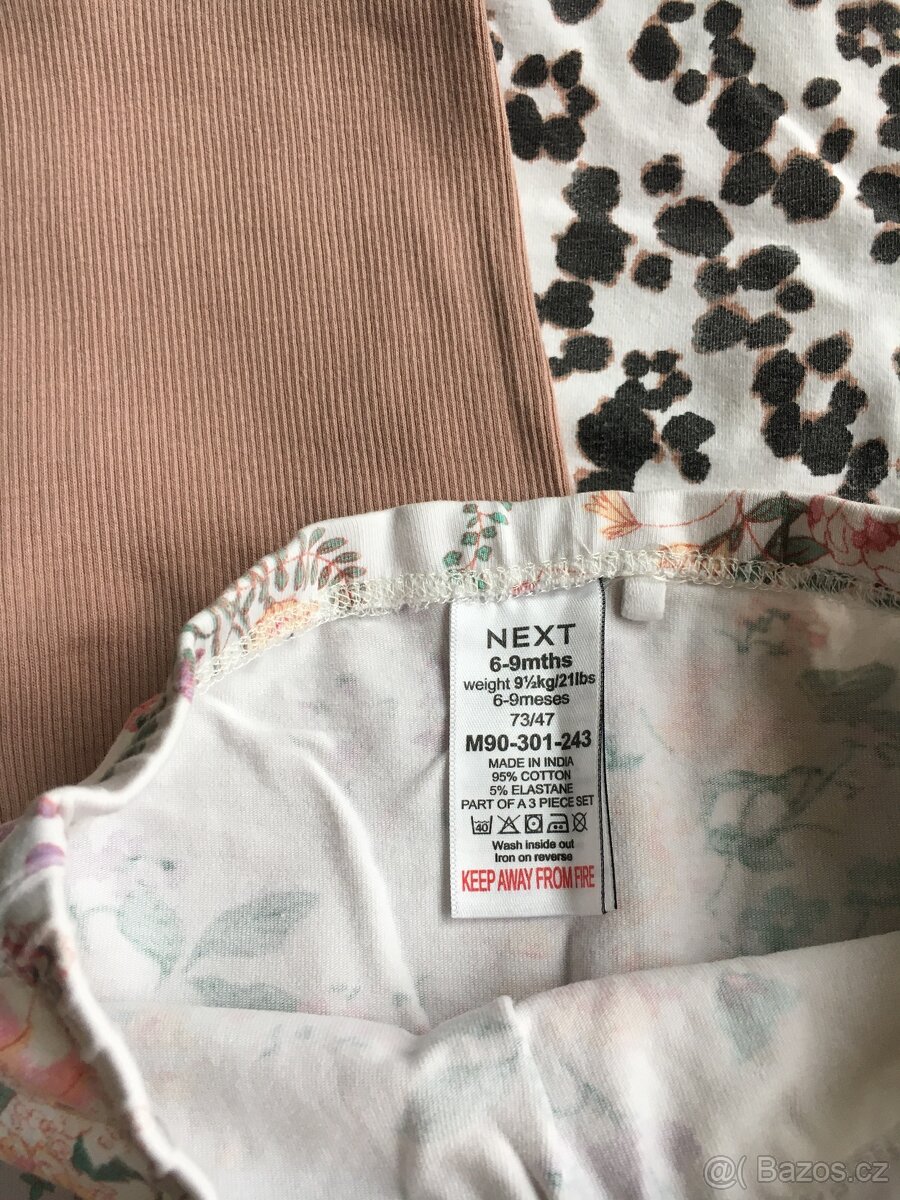 NEXT
6-9mths
weight 9½kg/21lbs
6-9meses
73/47
M90-301-243
MADE IN INDIA
95% COTTON
5% ELASTANE
PART OF A 3 PIECE SET
40
Wash inside out
Iron on reverse
KEEP AWAY FROM FIRE
@( Bazos.cz